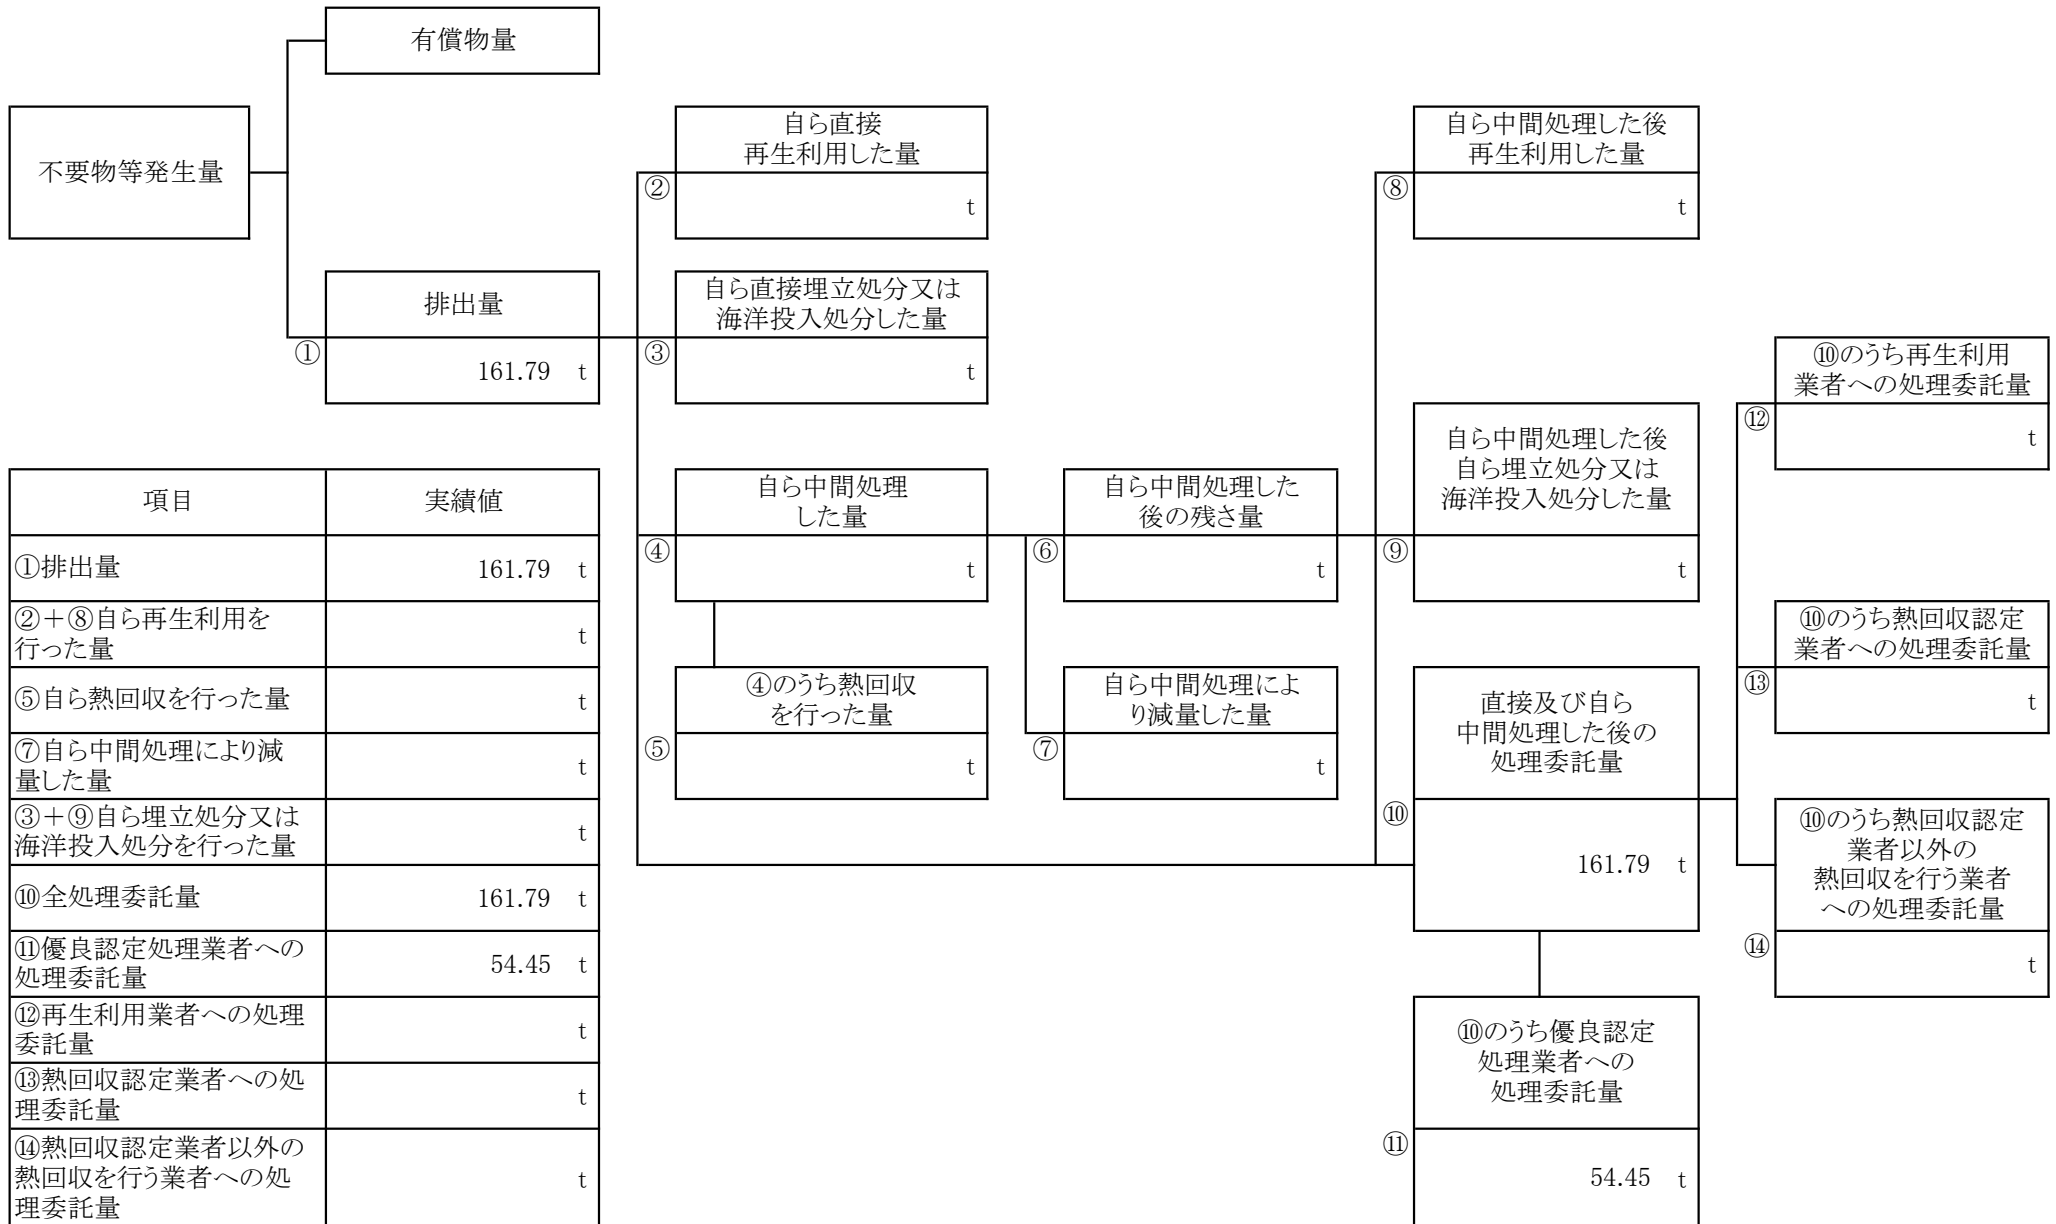 有償物量
不要物等発生量
自ら直接
再生利用した量
②
t
自ら中間処理した後
再生利用した量
⑧
t
排出量
①
161.79 t
自ら直接埋立処分又は
海洋投入処分した量
③
t
⑩のうち再生利用
業者への処理委託量
⑫
t
自ら中間処理
した量
④
t
自ら中間処理した
後の残さ量
⑥
t
自ら中間処理した後
自ら埋立処分又は
海洋投入処分した量
⑨
t
⑩のうち熱回収認定
業者への処理委託量
⑬
t
④のうち熱回収
を行った量
⑤
t
自ら中間処理によ
り減量した量
⑦
t
直接及び自ら
中間処理した後の
処理委託量
⑩
161.79 t
⑩のうち熱回収認定
業者以外の
熱回収を行う業者
への処理委託量
⑭
t
⑩のうち優良認定
処理業者への
処理委託量
⑪
54.45 t
項目 実績値
①排出量 161.79 t
②+⑧自ら再生利用を
行った量 t
⑤自ら熱回収を行った量 t
⑦自ら中間処理により減
量した量 t
③+⑨自ら埋立処分又は
海洋投入処分を行った量 t
⑩全処理委託量 161.79 t
⑪優良認定処理業者への
処理委託量 54.45 t
⑫再生利用業者への処理
委託量 t
⑬熱回収認定業者への処
理委託量 t
⑭熱回収認定業者以外の
熱回収を行う業者への処
理委託量 t